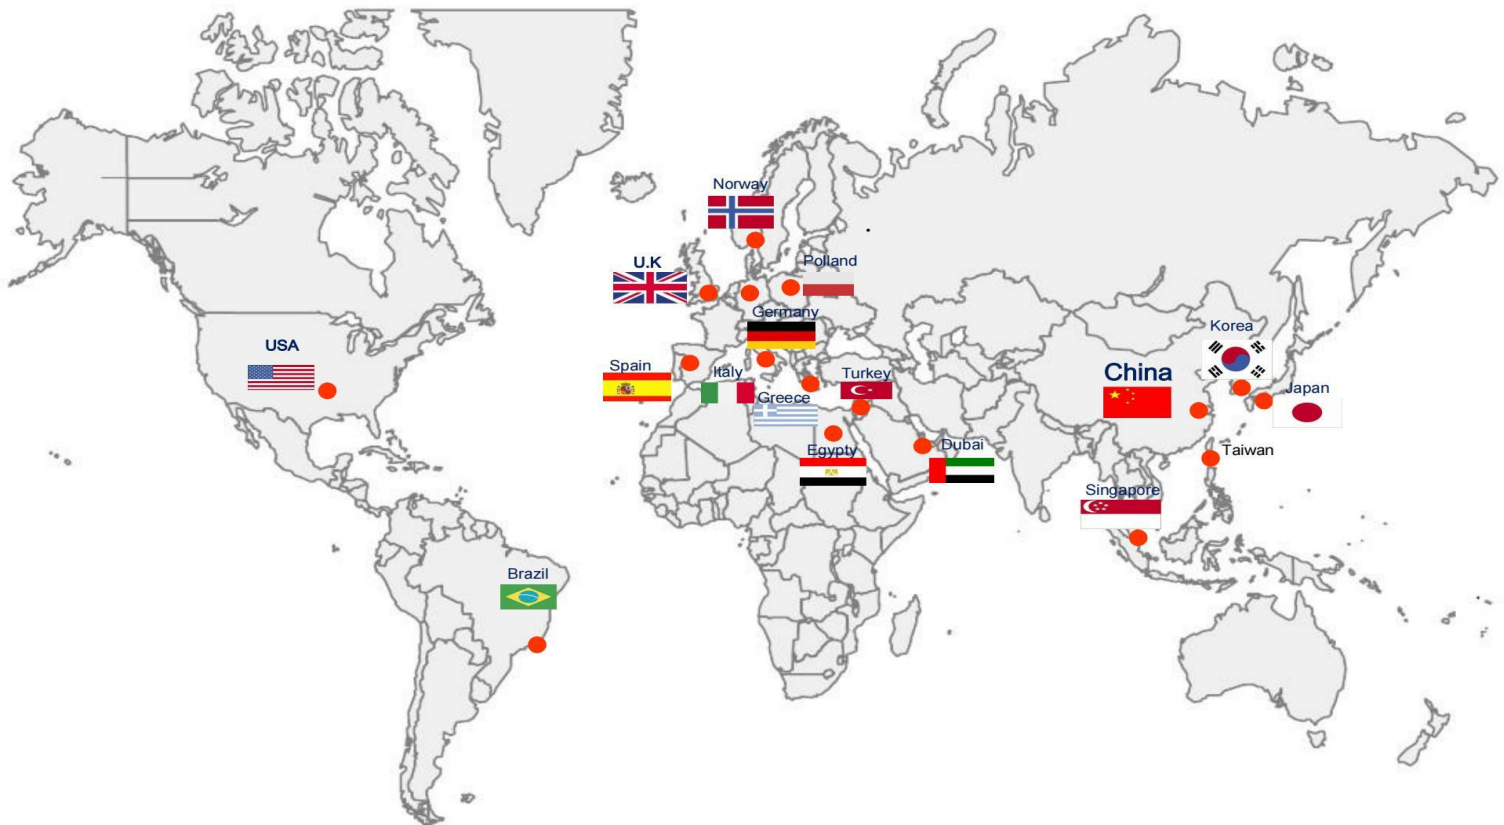 Norway
U.K
Polland
Germany
USA
Korea
Spain
Italy
Turkey
China
Japan
Greece
Egypty
Dubai
Taiwan
Singapore
Brazil